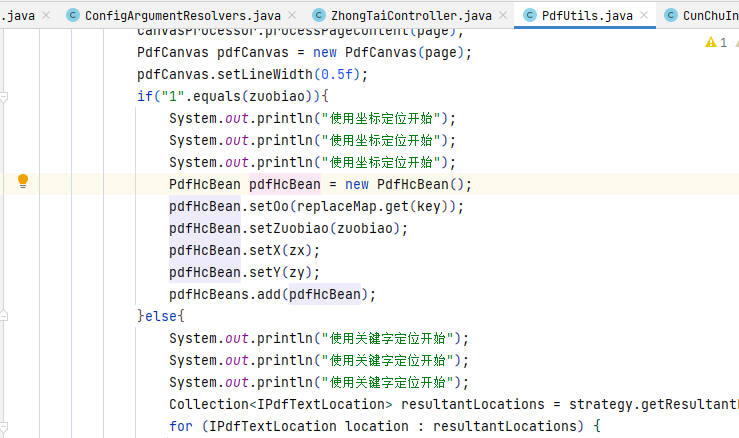 .java ConfigArgumentResolvers.java ZhongTaiController.java PdfUtils.java CunChuIn
canvasProcessor.processPageContent(page);
1
PdfCanvas pdfCanvas = new PdfCanvas(page);
pdfCanvas.setLineWidth(0.5f);
if("1".equals(zuobiao)){
System.out.println("使用坐标定位开始");
System.out.println("使用坐标定位开始");
System.out.println("使用坐标定位开始");
PdfHcBean pdfHcBean = new PdfHcBean();
pdfHcBean.setOo(replaceMap.get(key));
pdfHcBean.setZuobiao(zuobiao);
pdfHcBean.setX(zx);
pdfHcBean.setY(zy);
pdfHcBeans.add(pdfHcBean);
}else{
System.out.println("使用关键字定位开始");
System.out.println("使用关键字定位开始");
System.out.println("使用关键字定位开始");
Collection<IPdfTextLocation> resultantLocations = strategy.getResultantL
for (IPdfTextLocation location : resultantLocations) {